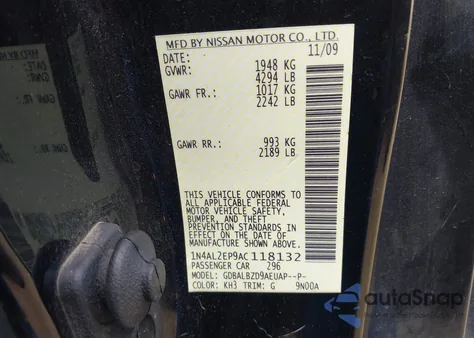 MFD BY NISSAN MOTOR CO., LTD.
DATE: 11/09
GVWR: 1948 KG
4294 LB
GAWR FR.: 1017 KG
2242 LB
GAWR RR.: 993 KG
2189 LB
THIS VEHICLE CONFORMS TO
ALL APPLICABLE FEDERAL
MOTOR VEHICLE SAFETY,
BUMPER, AND THEFT
PREVENTION STANDARDS IN
EFFECT ON THE DATE OF
MANUFACTURE SHOWN ABOVE.
1N4AL2EP9AC118132
PASSENGER CAR 296
MODEL: GDBALBZD9AEUAP--P-
COLOR: KH3 TRIM: G 9N00A
autoSnap